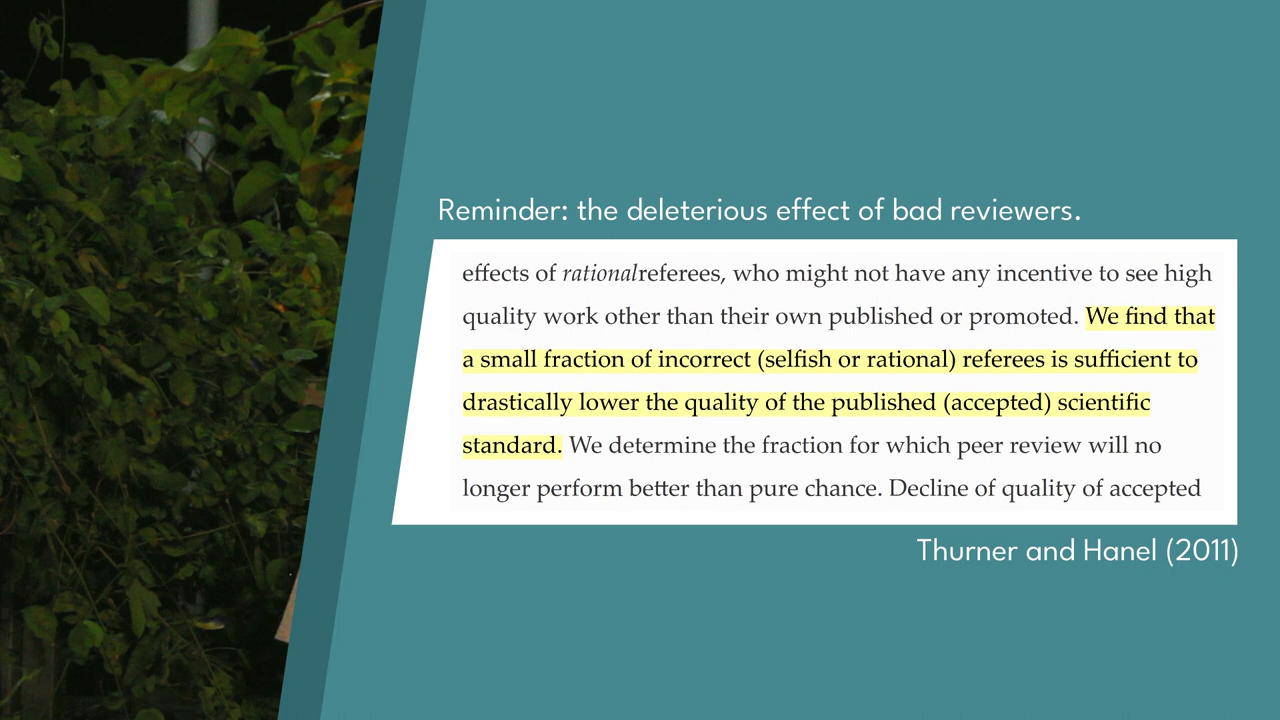 Reminder: the deleterious effect of bad reviewers.
effects of rationalreferees, who might not have any incentive to see high
quality work other than their own published or promoted. We find that
a small fraction of incorrect (selfish or rational) referees is sufficient to
drastically lower the quality of the published (accepted) scientific
standard. We determine the fraction for which peer review will no
longer perform better than pure chance. Decline of quality of accepted
Thurner and Hanel (2011)